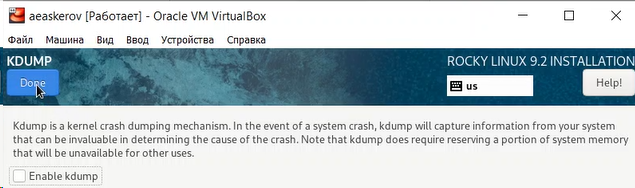 aeaskerov [Работает] - Oracle VM VirtualBox
Файл Машина Вид Ввод Устройства Справка
KDUMP
ROCKY LINUX 9.2 INSTALLATION
Done
us
Help!
Kdump is a kernel crash dumping mechanism. In the event of a system crash, kdump will capture information from your system
that can be invaluable in determining the cause of the crash. Note that kdump does require reserving a portion of system memory
that will be unavailable for other uses.
Enable kdump